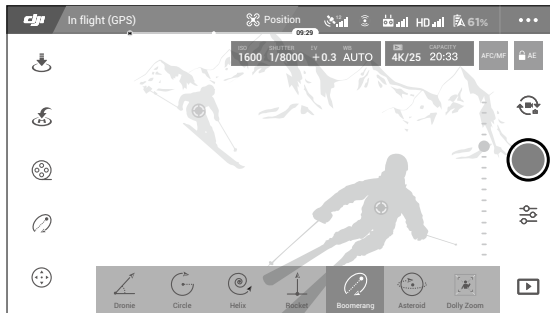 dji In flight (GPS) Position HD 61%
09:29
ISO SHUTTER TV WB CAPACITY
1600 1/8000 +0.3 AUTO 4K/25 20:33 AFC/MF AE
H
Dronie Circle Helix Rocket Boomerang Asteroid Dolly Zoom